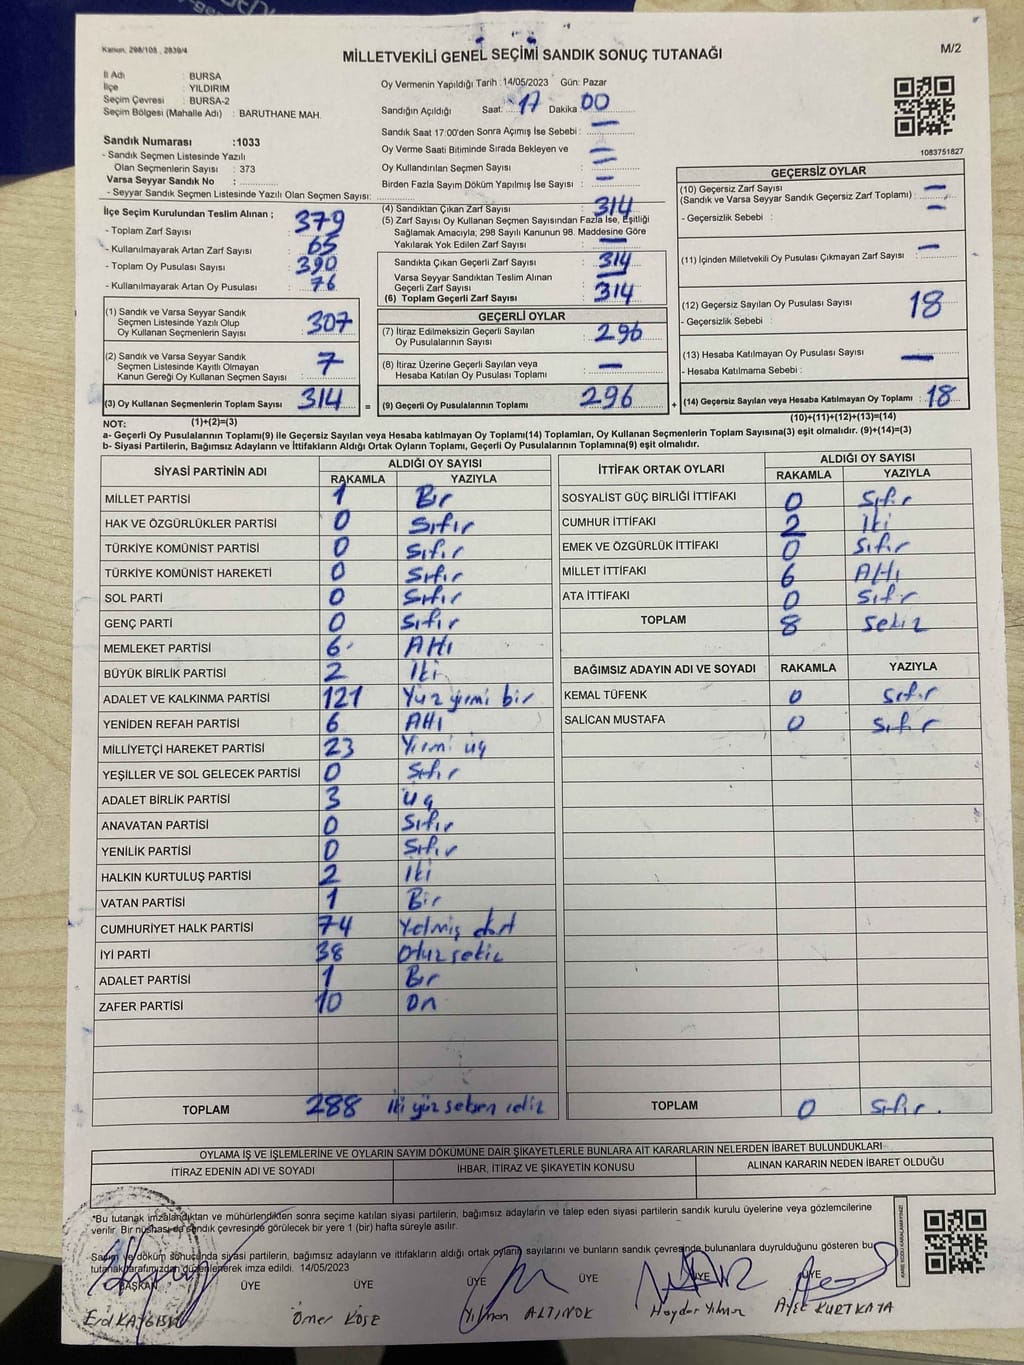 Kanun, 298/105 , 2839/4
MİLLETVEKİLİ GENEL SEÇİMİ SANDIK SONUÇ TUTANAĞI
M/2
İl Adı : BURSA
İlçe : YILDIRIM
Seçim Çevresi : BURSA-2
Seçim Bölgesi (Mahalle Adı) : BARUTHANE MAH.
Sandık Numarası :1033
- Sandık Seçmen Listesinde Yazılı
Olan Seçmenlerin Sayısı : 373
Varsa Seyyar Sandık No :
- Seyyar Sandık Seçmen Listesinde Yazılı Olan Seçmen Sayısı:
Oy Vermenin Yapıldığı Tarih : 14/05/2023 Gün: Pazar
Sandığın Açıldığı Saat: 17 Dakika 00
Sandık Saat 17:00'den Sonra Açımış İse Sebebi : —
Oy Verme Saati Bitiminde Sırada Bekleyen ve
Oy Kullandırılan Seçmen Sayısı : —
Birden Fazla Sayım Döküm Yapılmış İse Sayısı : —
1083751827
İlçe Seçim Kurulundan Teslim Alınan ;
- Toplam Zarf Sayısı : 379
- Kullanılmayarak Artan Zarf Sayısı : 65
- Toplam Oy Pusulası Sayısı : 390
- Kullanılmayarak Artan Oy Pusulası : 76
(1) Sandık ve Varsa Seyyar Sandık
Seçmen Listesinde Yazılı Olup
Oy Kullanan Seçmenlerin Sayısı : 307
(2) Sandık ve Varsa Seyyar Sandık
Seçmen Listesinde Kayıtlı Olmayan
Kanun Gereği Oy Kullanan Seçmen Sayısı : 7
(3) Oy Kullanan Seçmenlerin Toplam Sayısı : 314
(1)+(2)=(3)
(4) Sandıktan Çıkan Zarf Sayısı : 314
(5) Zarf Sayısı Oy Kullanan Seçmen Sayısından Fazla İse, Eşitliği
Sağlamak Amacıyla; 298 Sayılı Kanunun 98. Maddesine Göre
Yakılarak Yok Edilen Zarf Sayısı : —
Sandıkta Çıkan Geçerli Zarf Sayısı : 314
Varsa Seyyar Sandıktan Teslim Alınan
Geçerli Zarf Sayısı : —
(6) Toplam Geçerli Zarf Sayısı : 314
GEÇERLİ OYLAR
(7) İtiraz Edilmeksizin Geçerli Sayılan
Oy Pusulalarının Sayısı : 296
(8) İtiraz Üzerine Geçerli Sayılan veya
Hesaba Katılan Oy Pusulası Toplamı : —
= (9) Geçerli Oy Pusulalarının Toplamı : 296
GEÇERSİZ OYLAR
(10) Geçersiz Zarf Sayısı : —
(Sandık ve Varsa Seyyar Sandık Geçersiz Zarf Toplamı) : —
- Geçersizlik Sebebi :
(11) İçinden Milletvekili Oy Pusulası Çıkmayan Zarf Sayısı : —
(12) Geçersiz Sayılan Oy Pusulası Sayısı : 18
- Geçersizlik Sebebi :
(13) Hesaba Katılmayan Oy Pusulası Sayısı : —
- Hesaba Katılmama Sebebi :
+ (14) Geçersiz Sayılan veya Hesaba Katılmayan Oy Toplamı : 18
(10)+(11)+(12)+(13)=(14)
NOT:
a- Geçerli Oy Pusulalarının Toplamı(9) ile Geçersiz Sayılan veya Hesaba Katılmayan Oy Toplamı(14) Toplamları, Oy Kullanan Seçmenlerin Toplam Sayısına(3) eşit olmalıdır. (9)+(14)=(3)
b- Siyasi Partilerin, Bağımsız Adayların ve İttifakların Aldığı Ortak Oyların Toplamı, Geçerli Oy Pusulalarının Toplamına(9) eşit olmalıdır.
SİYASİ PARTİNİN ADI ALDIĞI OY SAYISI
RAKAMLA YAZIYLA
MİLLET PARTİSİ 1 Bir
HAK VE ÖZGÜRLÜKLER PARTİSİ 0 Sıfır
TÜRKİYE KOMÜNİST PARTİSİ 0 Sıfır
TÜRKİYE KOMÜNİST HAREKETİ 0 Sıfır
SOL PARTİ 0 Sıfır
GENÇ PARTİ 0 Sıfır
MEMLEKET PARTİSİ 6 Altı
BÜYÜK BİRLİK PARTİSİ 2 İki
ADALET VE KALKINMA PARTİSİ 121 Yüz yirmi bir
YENİDEN REFAH PARTİSİ 6 Altı
MİLLİYETÇİ HAREKET PARTİSİ 23 Yirmi üç
YEŞİLLER VE SOL GELECEK PARTİSİ 0 Sıfır
ADALET BİRLİK PARTİSİ 3 üç
ANAVATAN PARTİSİ 0 Sıfır
YENİLİK PARTİSİ 0 Sıfır
HALKIN KURTULUŞ PARTİSİ 2 İki
VATAN PARTİSİ 1 Bir
CUMHURİYET HALK PARTİSİ 74 Yetmiş dört
İYİ PARTİ 38 Otuz sekiz
ADALET PARTİSİ 1 Bir
ZAFER PARTİSİ 10 On
TOPLAM 288 İki yüz seksen sekiz
İTTİFAK ORTAK OYLARI ALDIĞI OY SAYISI
RAKAMLA YAZIYLA
SOSYALİST GÜÇ BİRLİĞİ İTTİFAKI 0 Sıfır
CUMHUR İTTİFAKI 2 İki
EMEK VE ÖZGÜRLÜK İTTİFAKI 0 Sıfır
MİLLET İTTİFAKI 6 Altı
ATA İTTİFAKI 0 Sıfır
TOPLAM 8 Sekiz
BAĞIMSIZ ADAYIN ADI VE SOYADI RAKAMLA YAZIYLA
KEMAL TÜFENK 0 Sıfır
SALİCAN MUSTAFA 0 Sıfır
TOPLAM 0 Sıfır.
OYLAMA İŞ VE İŞLEMLERİNE VE OYLARIN SAYIM DÖKÜMÜNE DAİR ŞİKAYETLERLE BUNLARA AİT KARARLARIN NELERDEN İBARET BULUNDUKLARI
İTİRAZ EDENİN ADI VE SOYADI İHBAR, İTİRAZ VE ŞİKAYETİN KONUSU ALINAN KARARIN NEDEN İBARET OLDUĞU
*Bu tutanak imzalandıktan ve mühürlendikten sonra seçime katılan siyasi partilerin, bağımsız adayların ve talep eden siyasi partilerin sandık kurulu üyelerine veya gözlemcilerine
verilir. Bir nüshası da sandık çevresinde görülecek bir yere 1 (bir) hafta süreyle asılır.
Sayım ve döküm sonucunda siyasi partilerin, bağımsız adayların ve ittifakların aldığı ortak oyların sayılarını ve bunların sandık çevresinde bulunanlara duyurulduğunu gösteren bu
tutanak tarafımızdan düzenlenerek imza edildi. 14/05/2023
BAŞKAN ÜYE ÜYE ÜYE ÜYE ÜYE ÜYE
Ömer KÖSE Yılman ALTINOK Haydar Yılmaz Ayşe KURTKAYA